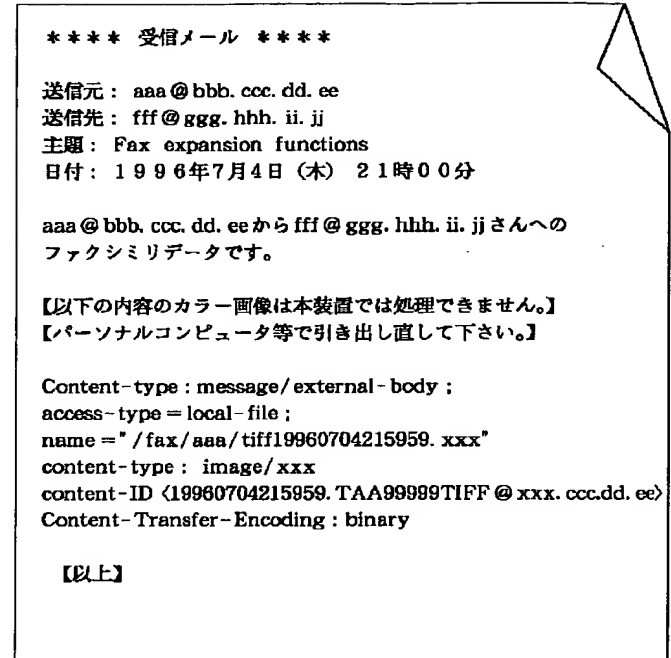 ＊＊＊＊ 受信メール ＊＊＊＊
送信元： aaa@bbb. ccc. dd. ee
送信先： fff@ggg. hhh. ii. jj
主題： Fax expansion functions
日付： １９９６年7月4日（木） ２１時００分
aaa@bbb. ccc. dd. eeからfff@ggg. hhh. ii. jjさんへの
ファクシミリデータです。
【以下の内容のカラー画像は本装置では処理できません。】
【パーソナルコンピュータ等で引き出し直して下さい。】
Content-type : message/external-body ;
access-type = local-file ;
name ="/fax/aaa/tiff19960704215959. xxx"
content-type : image/xxx
content-ID 〈19960704215959. TAA99999TIFF@xxx. ccc.dd. ee〉
Content-Transfer-Encoding : binary
【以上】